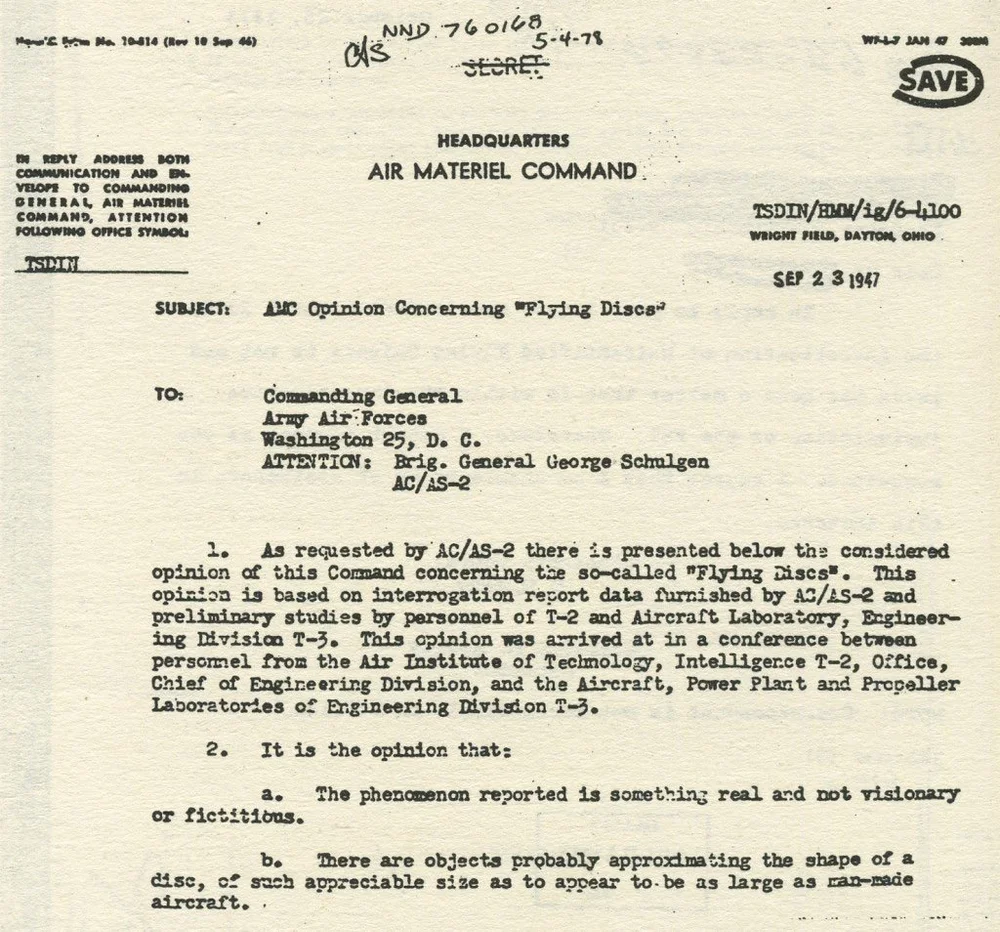 NND 760168
CAS 5-4-78
SECRET
Form No. 10-814 (Rev 10 Sep 46)
WF-L-7 JAN 47
SAVE
HEADQUARTERS
AIR MATERIEL COMMAND
IN REPLY ADDRESS BOTH
COMMUNICATION AND EN-
VELOPE TO COMMANDING
GENERAL, AIR MATERIEL
COMMAND, ATTENTION
FOLLOWING OFFICE SYMBOL:
TSDIN
TSDIN/HMM/ig/6-4100
WRIGHT FIELD, DAYTON, OHIO
SEP 23 1947
SUBJECT: AMC Opinion Concerning "Flying Discs"
TO: Commanding General
Army Air Forces
Washington 25, D. C.
ATTENTION: Brig. General George Schulgen
AC/AS-2
1. As requested by AC/AS-2 there is presented below the considered
opinion of this Command concerning the so-called "Flying Discs". This
opinion is based on interrogation report data furnished by AC/AS-2 and
preliminary studies by personnel of T-2 and Aircraft Laboratory, Engineer-
ing Division T-3. This opinion was arrived at in a conference between
personnel from the Air Institute of Technology, Intelligence T-2, Office,
Chief of Engineering Division, and the Aircraft, Power Plant and Propeller
Laboratories of Engineering Division T-3.
2. It is the opinion that:
a. The phenomenon reported is something real and not visionary
or fictitious.
b. There are objects probably approximating the shape of a
disc, of such appreciable size as to appear to be as large as man-made
aircraft.